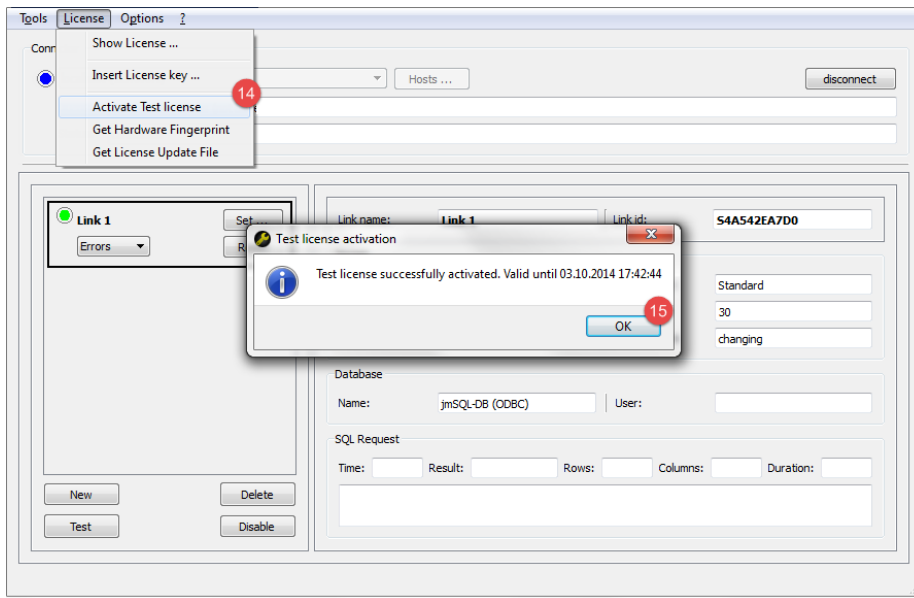 Tools License Options ?
Show License ...
Insert License key ...
Hosts ...
disconnect
14
Activate Test license
Get Hardware Fingerprint
Get License Update File
Link 1
Set ...
Errors
Link name: Link 1 Link id: S4A542EA7D0
Test license activation
Test license successfully activated. Valid until 03.10.2014 17:42:44
15
OK
Standard
30
changing
Database
Name: jmSQL-DB (ODBC) User:
SQL Request
Time: Result: Rows: Columns: Duration:
New Delete
Test Disable